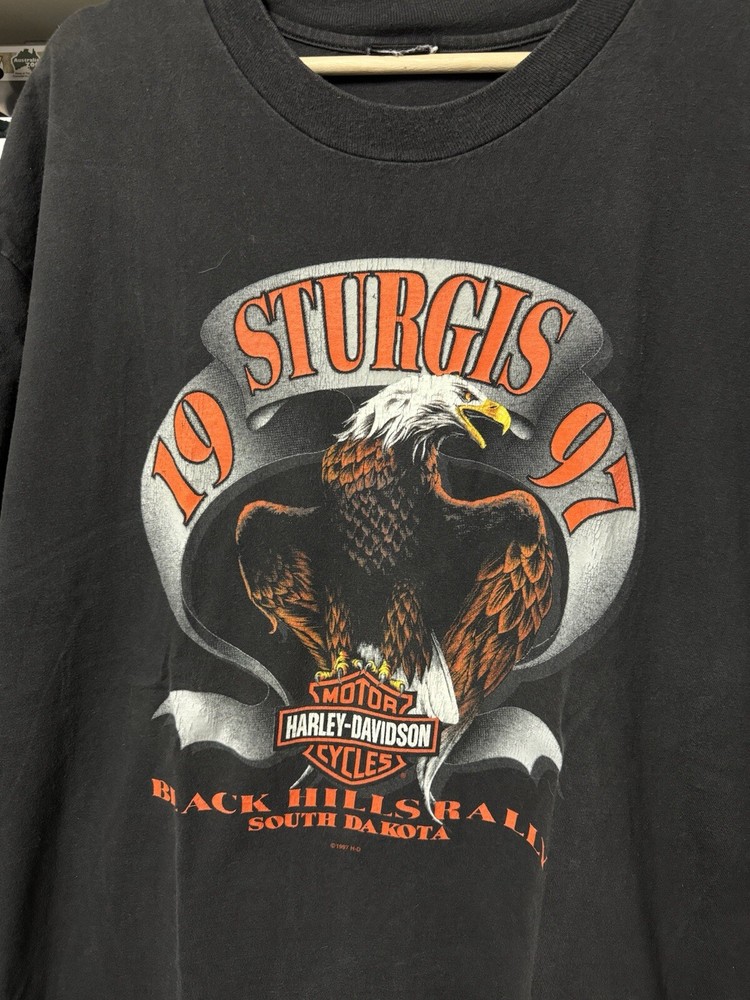 STURGIS
19 97
MOTOR
HARLEY-DAVIDSON
CYCLES
BLACK HILLS RALLY
SOUTH DAKOTA
©1997 H-D